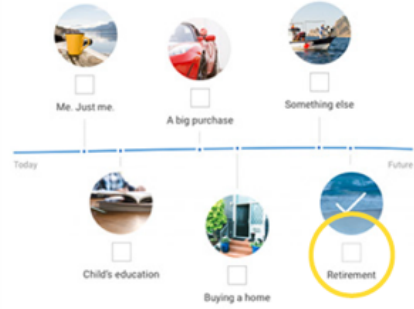 Me. Just me.
A big purchase
Something else
Today
Future
Child's education
Buying a home
Retirement